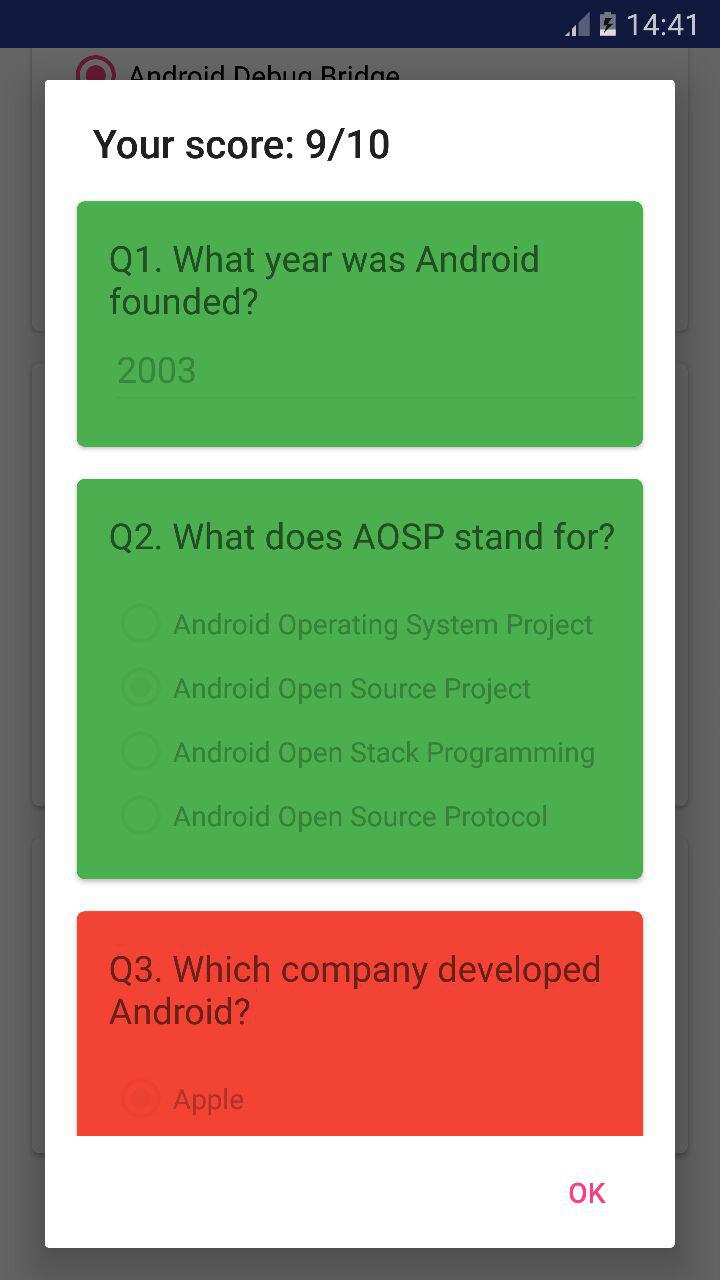 14:41
Android Debug Bridge
Your score: 9/10
Q1. What year was Android
founded?
2003
Q2. What does AOSP stand for?
Android Operating System Project
Android Open Source Project
Android Open Stack Programming
Android Open Source Protocol
Q3. Which company developed
Android?
Apple
OK